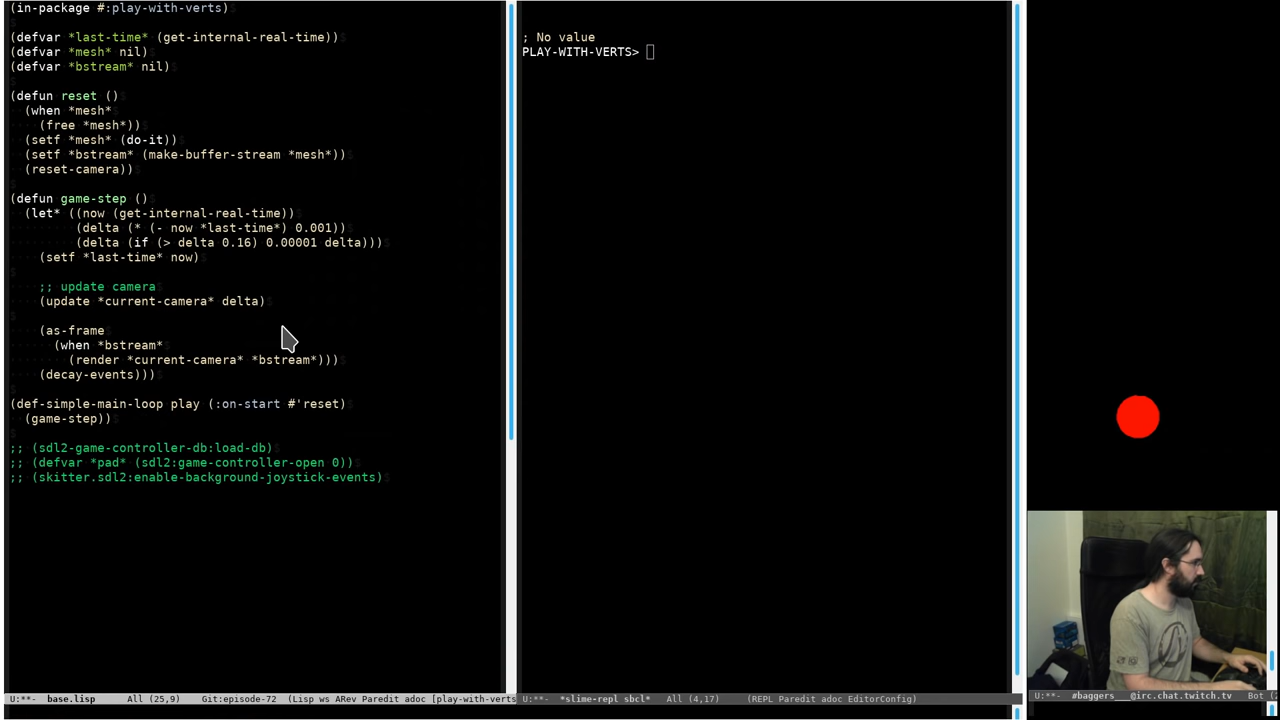 (in-package #:play-with-verts)
(defvar *last-time* (get-internal-real-time))
(defvar *mesh* nil)
(defvar *bstream* nil)
(defun reset ()
(when *mesh*
(free *mesh*))
(setf *mesh* (do-it))
(setf *bstream* (make-buffer-stream *mesh*))
(reset-camera))
(defun game-step ()
(let* ((now (get-internal-real-time))
(delta (* (- now *last-time*) 0.001))
(delta (if (> delta 0.16) 0.00001 delta)))
(setf *last-time* now)
;; update camera
(update *current-camera* delta)
(as-frame
(when *bstream*
(render *current-camera* *bstream*)))
(decay-events)))
(def-simple-main-loop play (:on-start #'reset)
(game-step))
;; (sdl2-game-controller-db:load-db)
;; (defvar *pad* (sdl2:game-controller-open 0))
;; (skitter.sdl2:enable-background-joystick-events)
U:**- base.lisp All (25,9) Git:episode-72 (Lisp ws ARev Paredit adoc [play-with-verts
; No value
PLAY-WITH-VERTS>
U:**- *slime-repl sbcl* All (4,17) (REPL Paredit adoc EditorConfig)
U:**- #baggers___@irc.chat.twitch.tv Bot